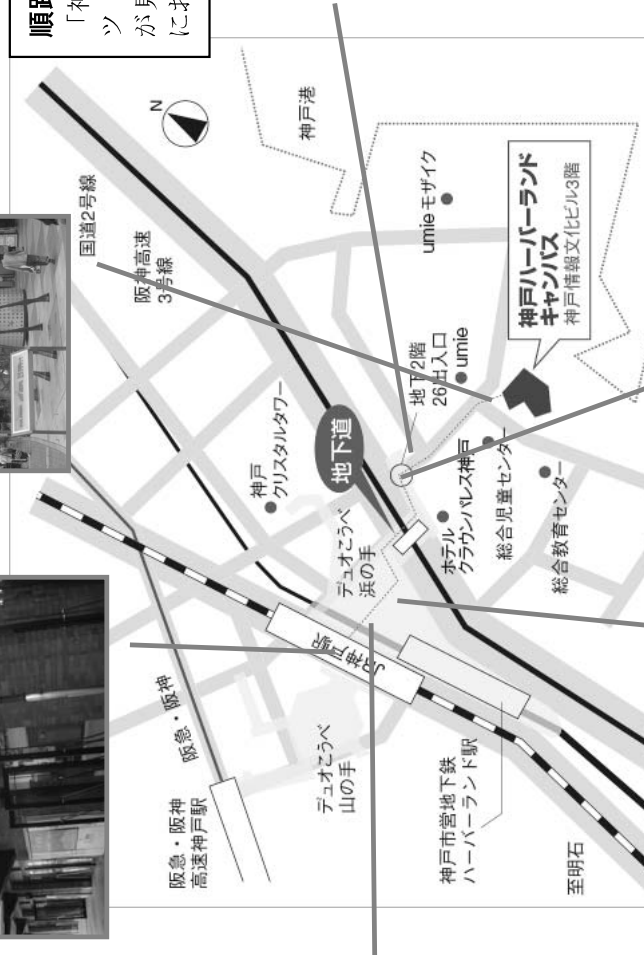 順路
「神
ツ
が見
にお
N
国道2号線
阪神高速
3号線
神戸港
umie モザイク
神戸ハーバーランド
キャンパス
神戸情報文化ビル3階
地下2階
26出入口
umie
神戸
クリスタルタワー
地下道
デュオこうべ
浜の手
ホテル
クラウンパレス神戸
総合児童センター
総合教育センター
JR神戸駅
阪急・阪神
デュオこうべ
山の手
阪急・阪神
高速神戸駅
神戸市営地下鉄
ハーバーランド駅
至明石